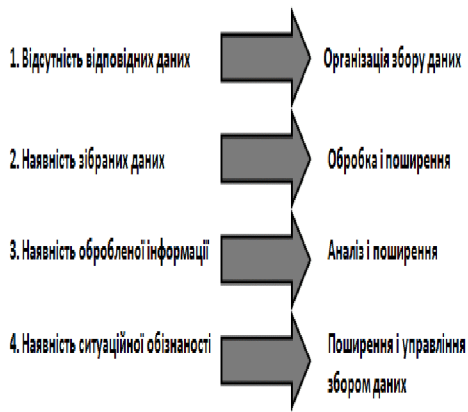 1. Відсутність відповідних даних
Організація збору даних
2. Наявність зібраних даних
Обробка і поширення
3. Наявність обробленої інформації
Аналіз і поширення
4. Наявність ситуаційної обізнаності
Поширення і управління
збором даних